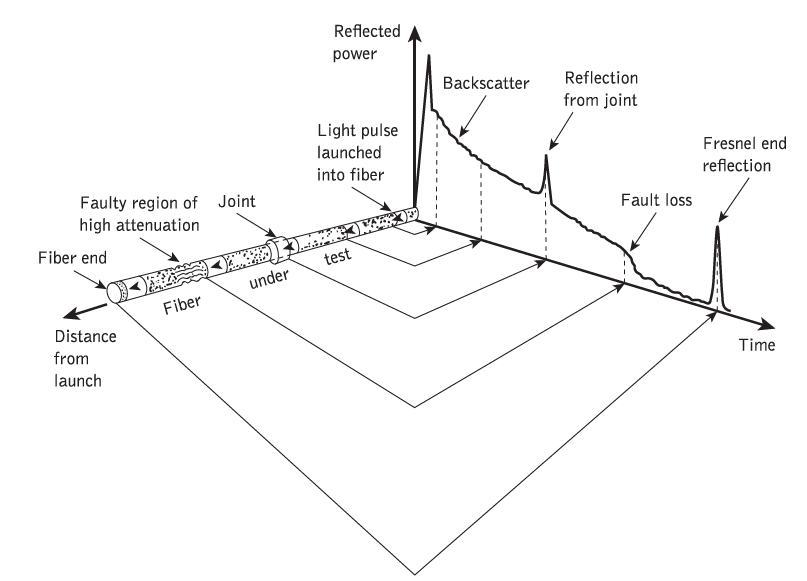 Reflected
power
Backscatter
Reflection
from joint
Light pulse
launched
into fiber
Fresnel end
reflection
Faulty region of
high attenuation
Joint
Fault loss
Fiber end
Fiber
under
test
Distance
from
launch
Time